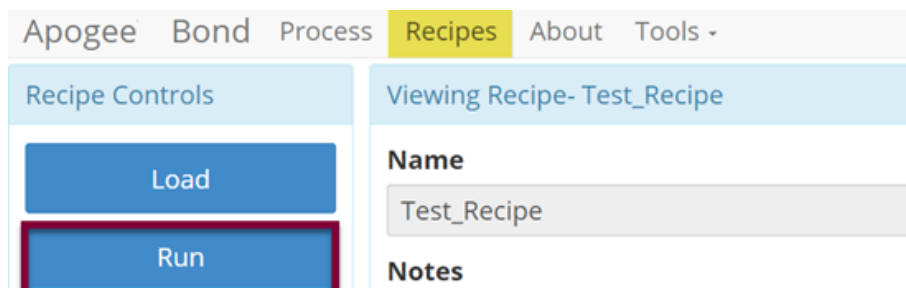 Apogee Bond Process Recipes About Tools
Recipe Controls
Load
Run
Viewing Recipe- Test_Recipe
Name
Test_Recipe
Notes